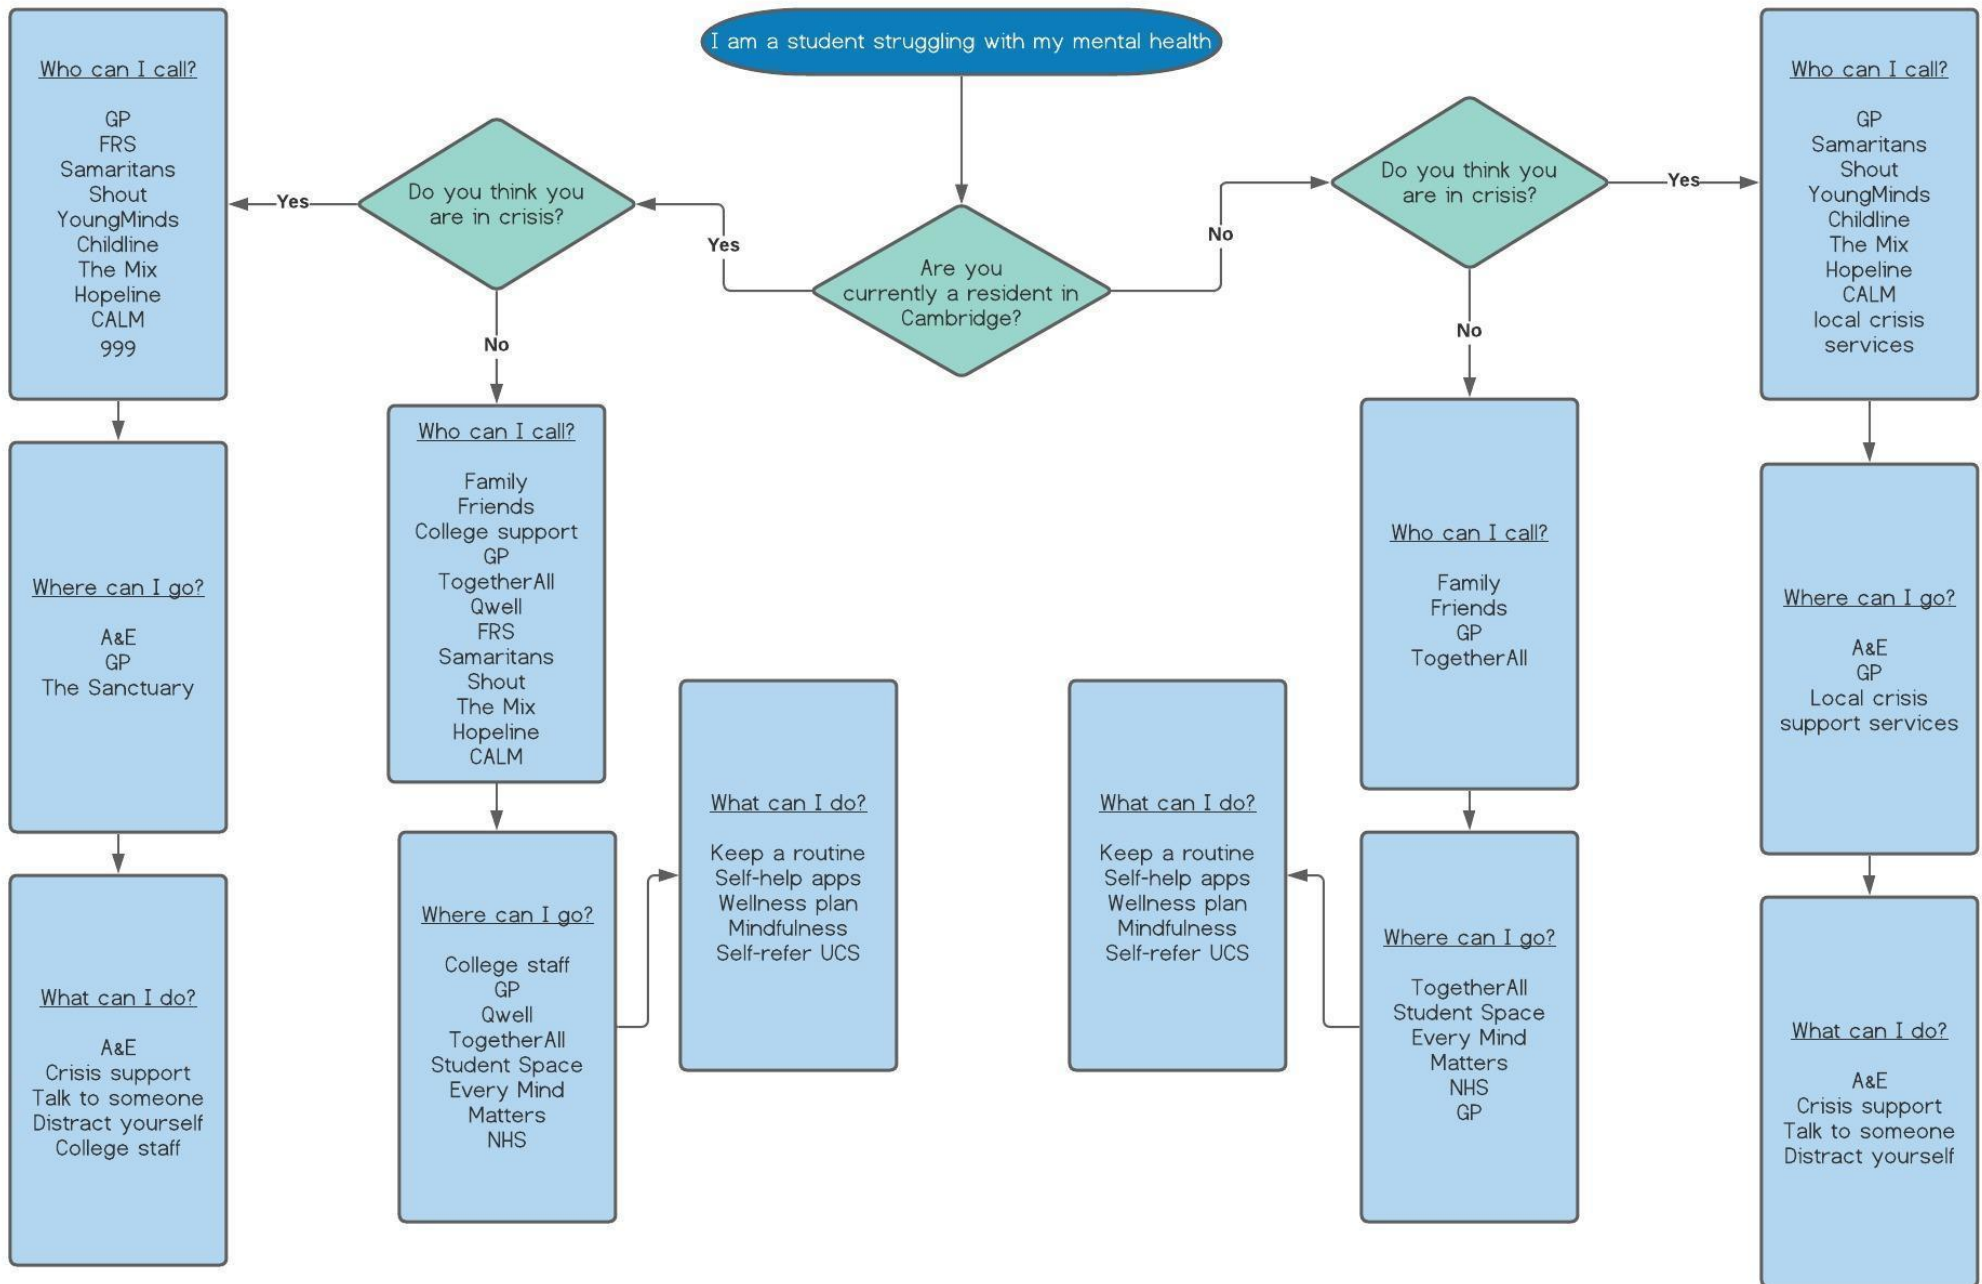 I am a student struggling with my mental health
Are you
currently a resident in
Cambridge?
Yes
Do you think you
are in crisis?
Yes
Who can I call?
GP
FRS
Samaritans
Shout
YoungMinds
Childline
The Mix
Hopeline
CALM
999
Where can I go?
A&E
GP
The Sanctuary
What can I do?
A&E
Crisis support
Talk to someone
Distract yourself
College staff
No
Who can I call?
Family
Friends
College support
GP
TogetherAll
Qwell
FRS
Samaritans
Shout
The Mix
Hopeline
CALM
Where can I go?
College staff
GP
Qwell
TogetherAll
Student Space
Every Mind
Matters
NHS
What can I do?
Keep a routine
Self-help apps
Wellness plan
Mindfulness
Self-refer UCS
No
Do you think you
are in crisis?
No
Who can I call?
Family
Friends
GP
TogetherAll
Where can I go?
TogetherAll
Student Space
Every Mind
Matters
NHS
GP
What can I do?
Keep a routine
Self-help apps
Wellness plan
Mindfulness
Self-refer UCS
Yes
Who can I call?
GP
Samaritans
Shout
YoungMinds
Childline
The Mix
Hopeline
CALM
local crisis
services
Where can I go?
A&E
GP
Local crisis
support services
What can I do?
A&E
Crisis support
Talk to someone
Distract yourself